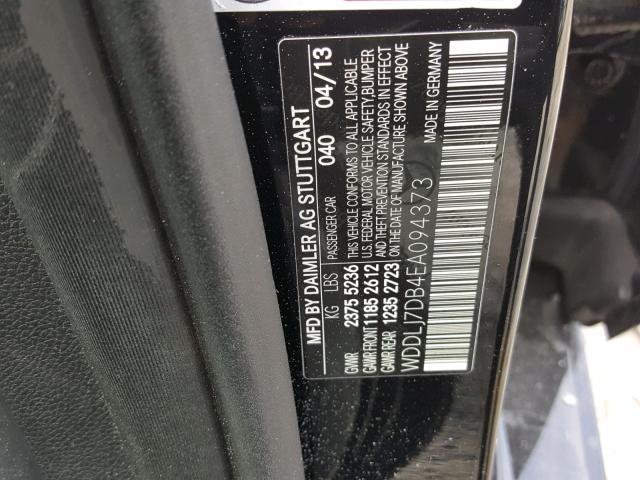 MFD BY DAIMLER AG STUTTGART
040 04/13
KG LBS PASSENGER CAR
GVWR 2375 5236 THIS VEHICLE CONFORMS TO ALL APPLICABLE
GAWR FRONT 1185 2612 U.S. FEDERAL MOTOR VEHICLE SAFETY, BUMPER
GAWR REAR 1235 2723 AND THEFT PREVENTION STANDARDS IN EFFECT
ON THE DATE OF MANUFACTURE SHOWN ABOVE
WDDLJ7DB4EA094373 MADE IN GERMANY